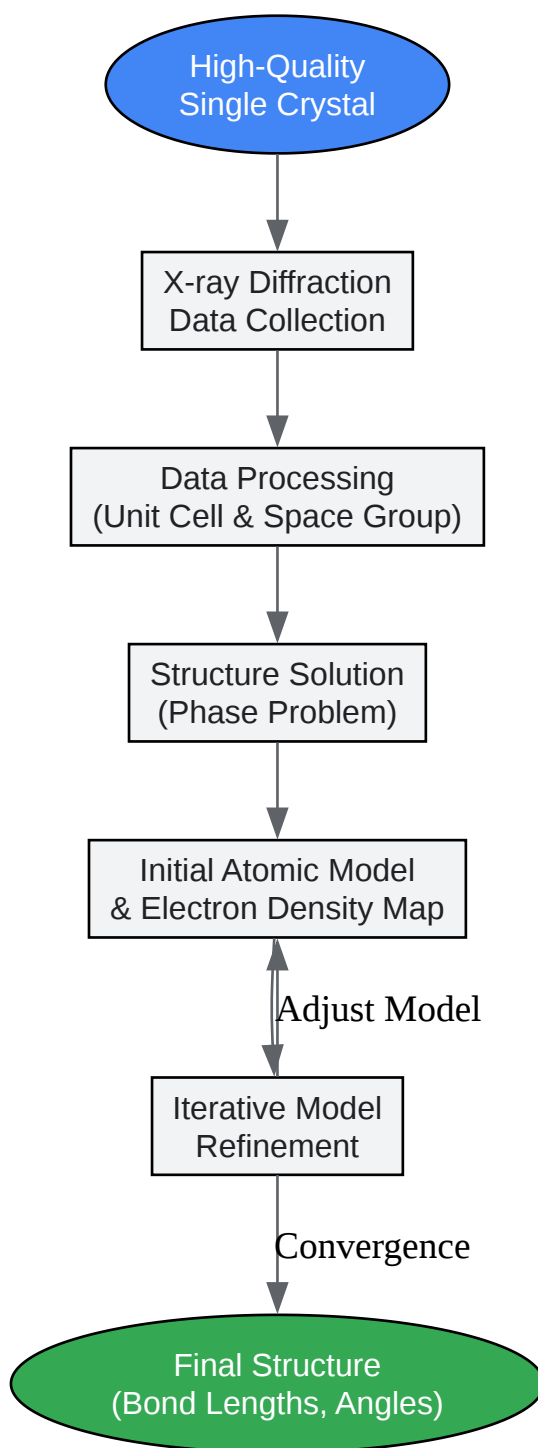 High-Quality
Single Crystal
X-ray Diffraction
Data Collection
Data Processing
(Unit Cell & Space Group)
Structure Solution
(Phase Problem)
Initial Atomic Model
& Electron Density Map
Adjust Model
Iterative Model
Refinement
Convergence
Final Structure
(Bond Lengths, Angles)